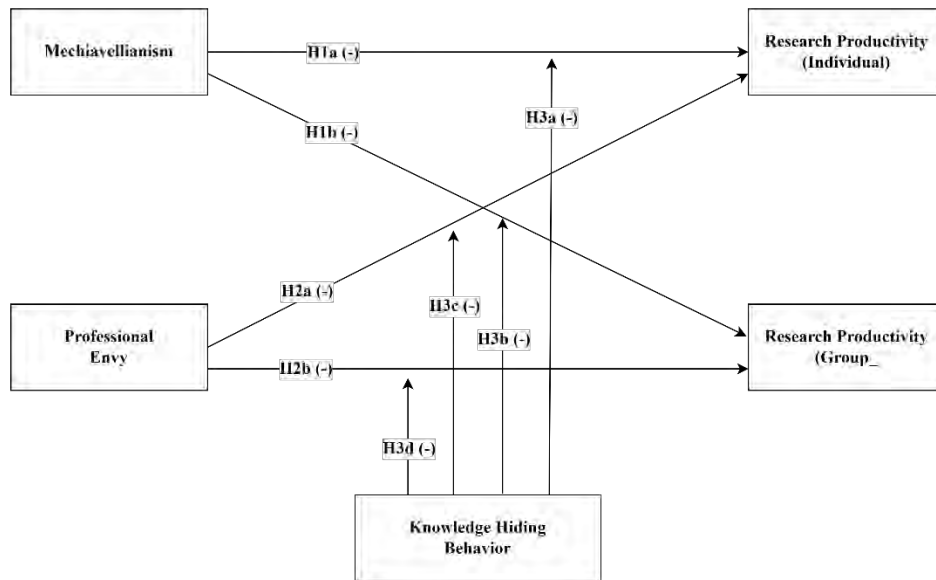 Mechiavellianism
H1a (-)
Research Productivity
(Individual)
H3a (-)
H1b (-)
H2a (-)
H3c (-)
H3b (-)
Professional
Envy
H2b (-)
Research Productivity
(Group_
H3d (-)
Knowledge Hiding
Behavior